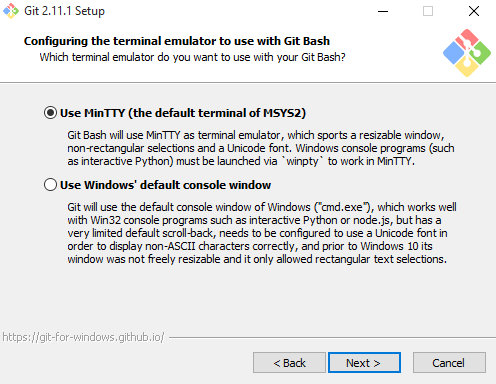 Git 2.11.1 Setup
Configuring the terminal emulator to use with Git Bash
Which terminal emulator do you want to use with your Git Bash?
Use MinTTY (the default terminal of MSYS2)
Git Bash will use MinTTY as terminal emulator, which sports a resizable window,
non-rectangular selections and a Unicode font. Windows console programs (such
as interactive Python) must be launched via `winpty` to work in MinTTY.
Use Windows' default console window
Git will use the default console window of Windows ("cmd.exe"), which works well
with Win32 console programs such as interactive Python or node.js, but has a
very limited default scroll-back, needs to be configured to use a Unicode font in
order to display non-ASCII characters correctly, and prior to Windows 10 its
window was not freely resizable and it only allowed rectangular text selections.
https://git-for-windows.github.io/
< Back Next > Cancel